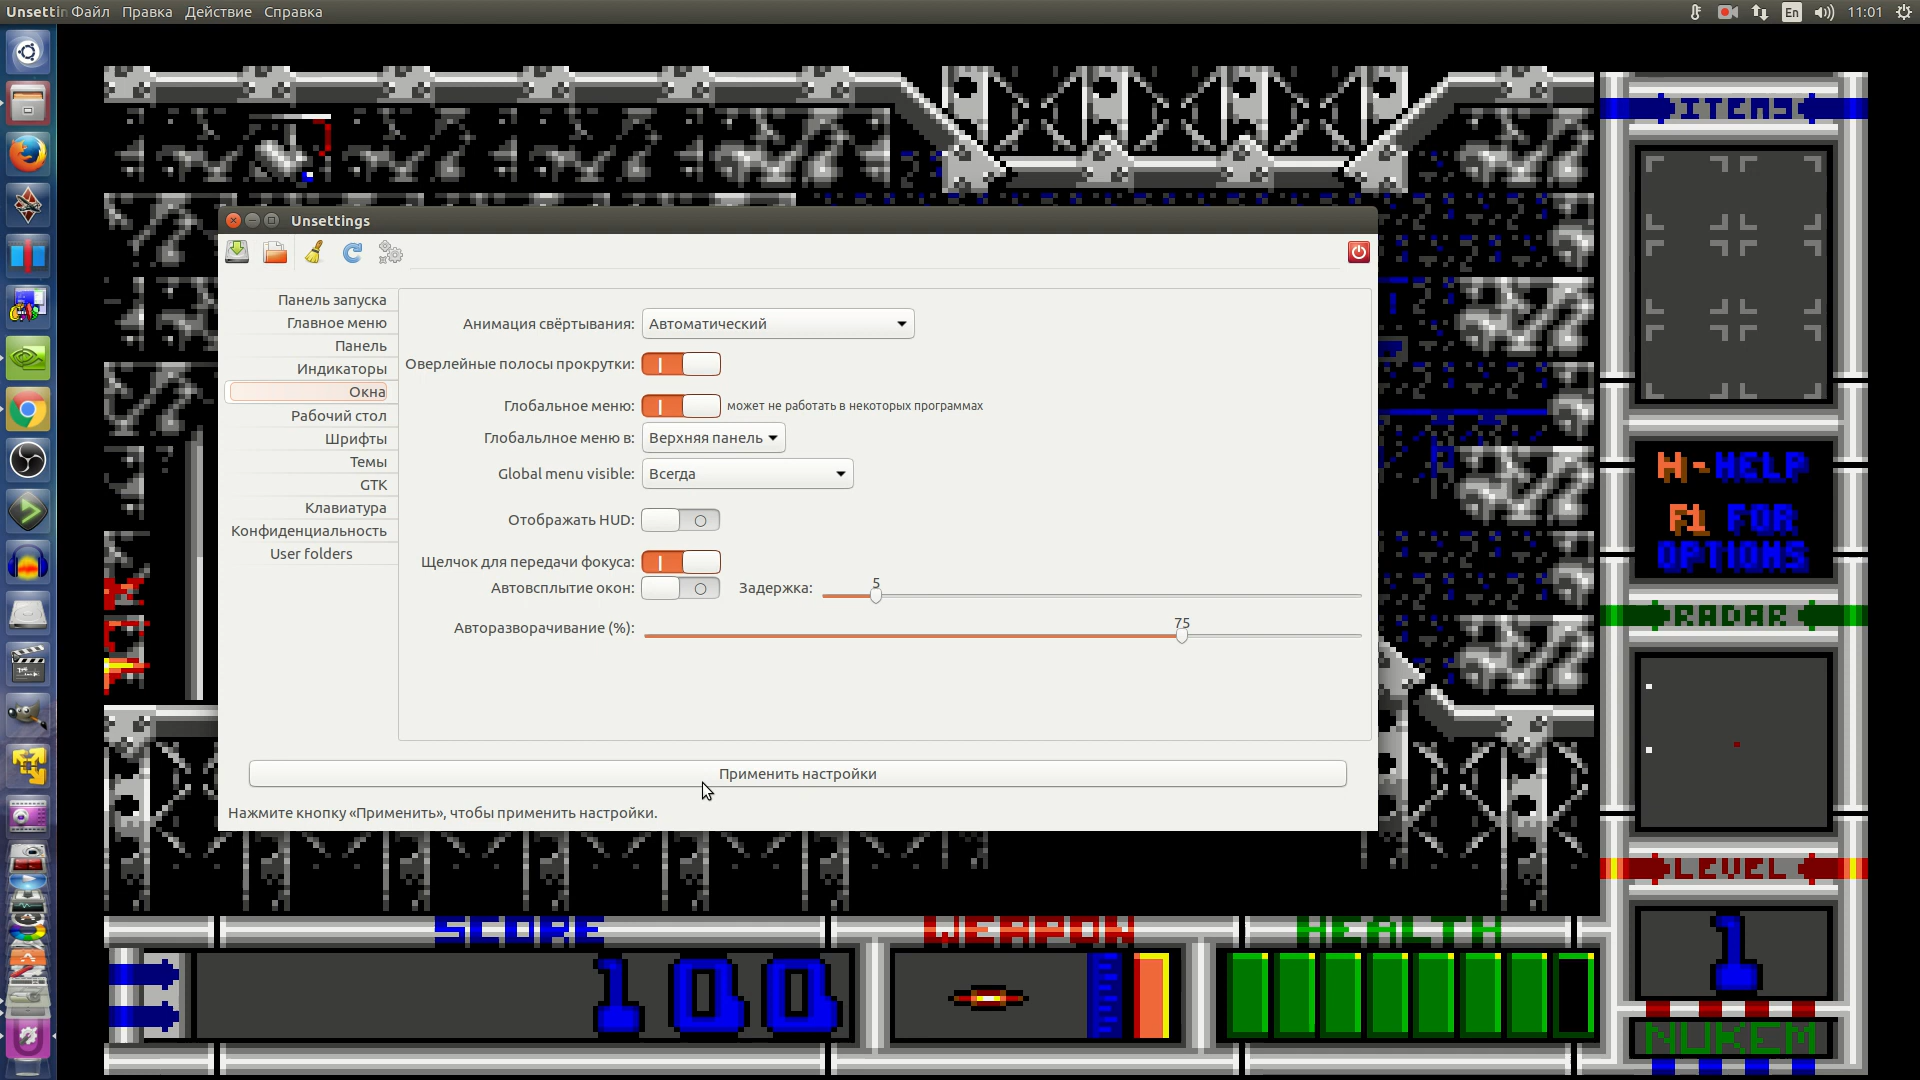 Unsettin Файл Правка Действие Справка
En 11:01
ITEMS
Unsettings
Панель запуска
Главное меню
Панель
Индикаторы
Окна
Рабочий стол
Шрифты
Темы
GTK
Клавиатура
Конфиденциальность
User folders
Анимация свёртывания: Автоматический
Оверлейные полосы прокрутки:
Глобальное меню: может не работать в некоторых программах
Глобальлное меню в: Верхняя панель
Global menu visible: Всегда
Отображать HUD:
Щелчок для передачи фокуса:
Автовсплытие окон: Задержка: 5
Авторазворачивание (%): 75
Применить настройки
Нажмите кнопку «Применить», чтобы применить настройки.
H-HELP
F1 FOR
OPTIONS
RADAR
LEVEL
1
NUKEM
SCORE WEAPON HEALTH
100